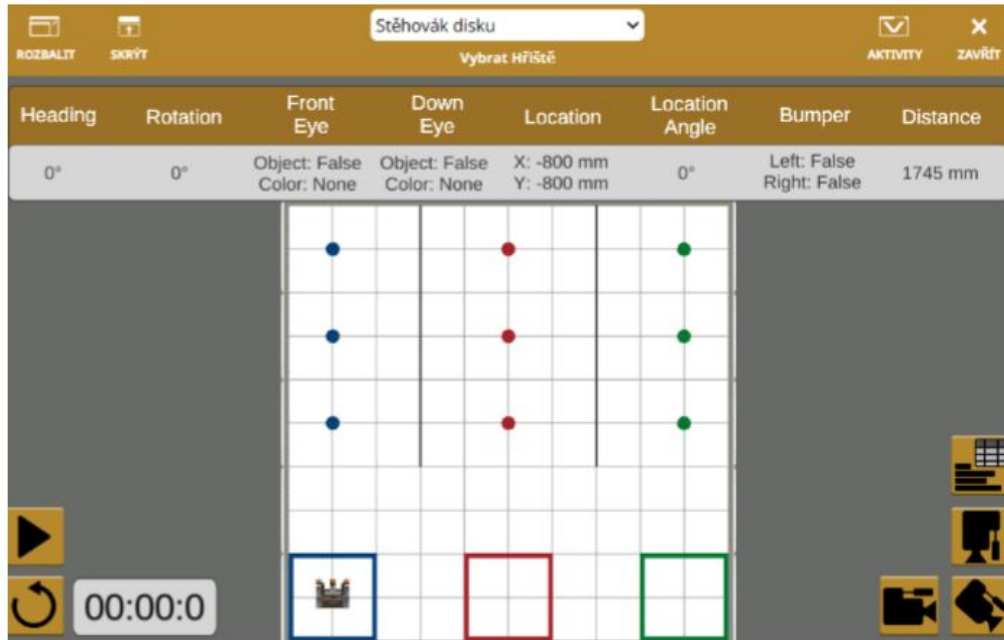 Stěhovák disku
ROZBALIT
SKRÝT
Vybrat Hřiště
AKTIVITY
ZAVŘÍT
Heading
Rotation
Front
Eye
Down
Eye
Location
Location
Angle
Bumper
Distance
0°
0°
Object: False
Color: None
Object: False
Color: None
X: -800 mm
Y: -800 mm
0°
Left: False
Right: False
1745 mm
00:00:0